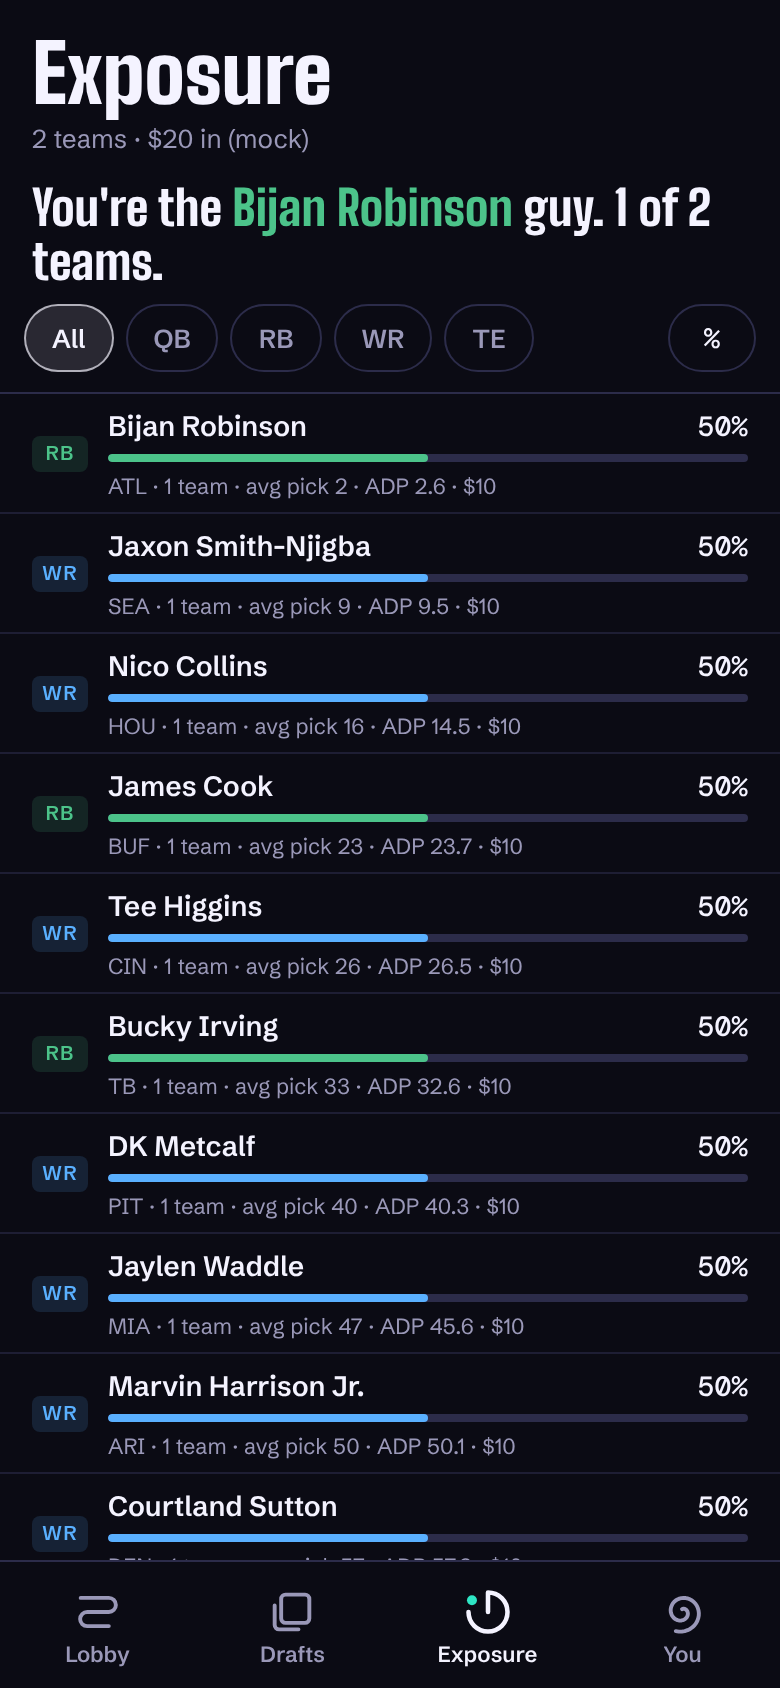 Exposure
2 teams · $20 in (mock)
You're the Bijan Robinson guy. 1 of 2
teams.
All QB RB WR TE %
Bijan Robinson 50%
RB
ATL · 1 team · avg pick 2 · ADP 2.6 · $10
Jaxon Smith-Njigba 50%
WR
SEA · 1 team · avg pick 9 · ADP 9.5 · $10
Nico Collins 50%
WR
HOU · 1 team · avg pick 16 · ADP 14.5 · $10
James Cook 50%
RB
BUF · 1 team · avg pick 23 · ADP 23.7 · $10
Tee Higgins 50%
WR
CIN · 1 team · avg pick 26 · ADP 26.5 · $10
Bucky Irving 50%
RB
TB · 1 team · avg pick 33 · ADP 32.6 · $10
DK Metcalf 50%
WR
PIT · 1 team · avg pick 40 · ADP 40.3 · $10
Jaylen Waddle 50%
WR
MIA · 1 team · avg pick 47 · ADP 45.6 · $10
Marvin Harrison Jr. 50%
WR
ARI · 1 team · avg pick 50 · ADP 50.1 · $10
Courtland Sutton 50%
WR
Lobby Drafts Exposure You